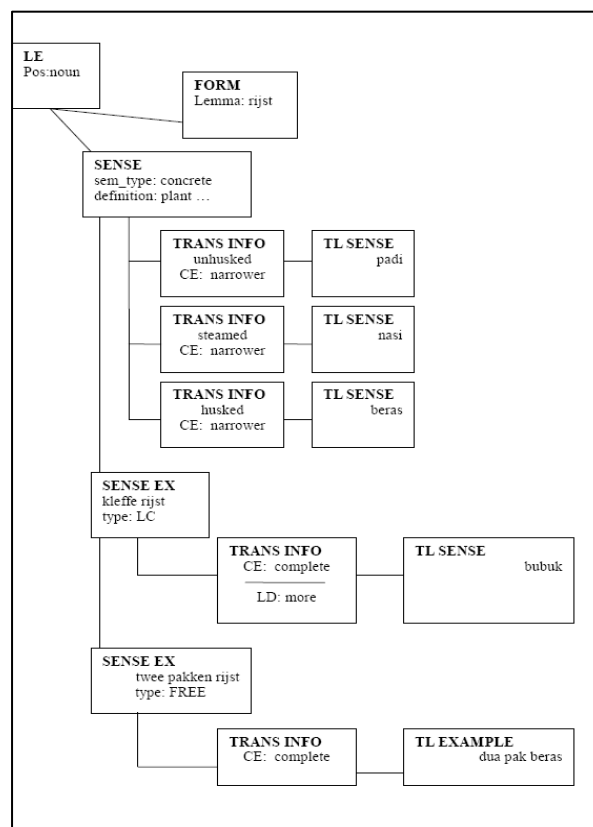 LE
Pos:noun
FORM
Lemma: rijst
SENSE
sem_type: concrete
definition: plant ...
TRANS INFO
unhusked
CE: narrower
TL SENSE
padi
TRANS INFO
steamed
CE: narrower
TL SENSE
nasi
TRANS INFO
husked
CE: narrower
TL SENSE
beras
SENSE EX
kleffe rijst
type: LC
TRANS INFO
CE: complete
LD: more
TL SENSE
bubuk
SENSE EX
twee pakken rijst
type: FREE
TRANS INFO
CE: complete
TL EXAMPLE
dua pak beras